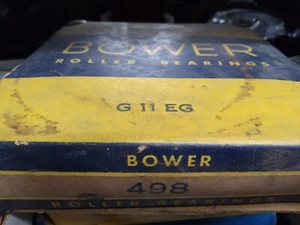 BOWER
ROLLER BEARINGS
G 11 EG
BOWER
498
ROLLER BEARINGS